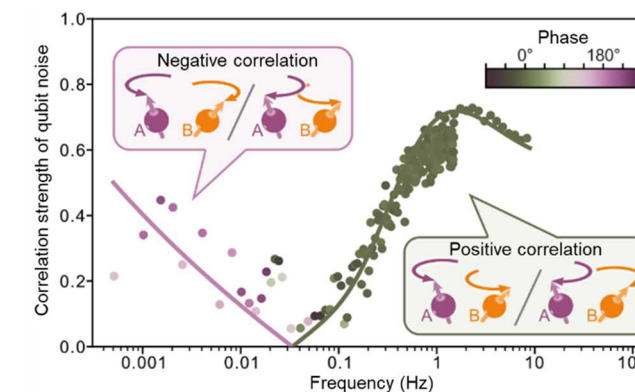 1.0
0.8
0.6
0.4
0.2
0.0
Correlation strength of qubit noise
Negative correlation
A B A B
Phase
0° 180°
Positive correlation
A B A B
0.001 0.01 0.1 1 10
Frequency (Hz)